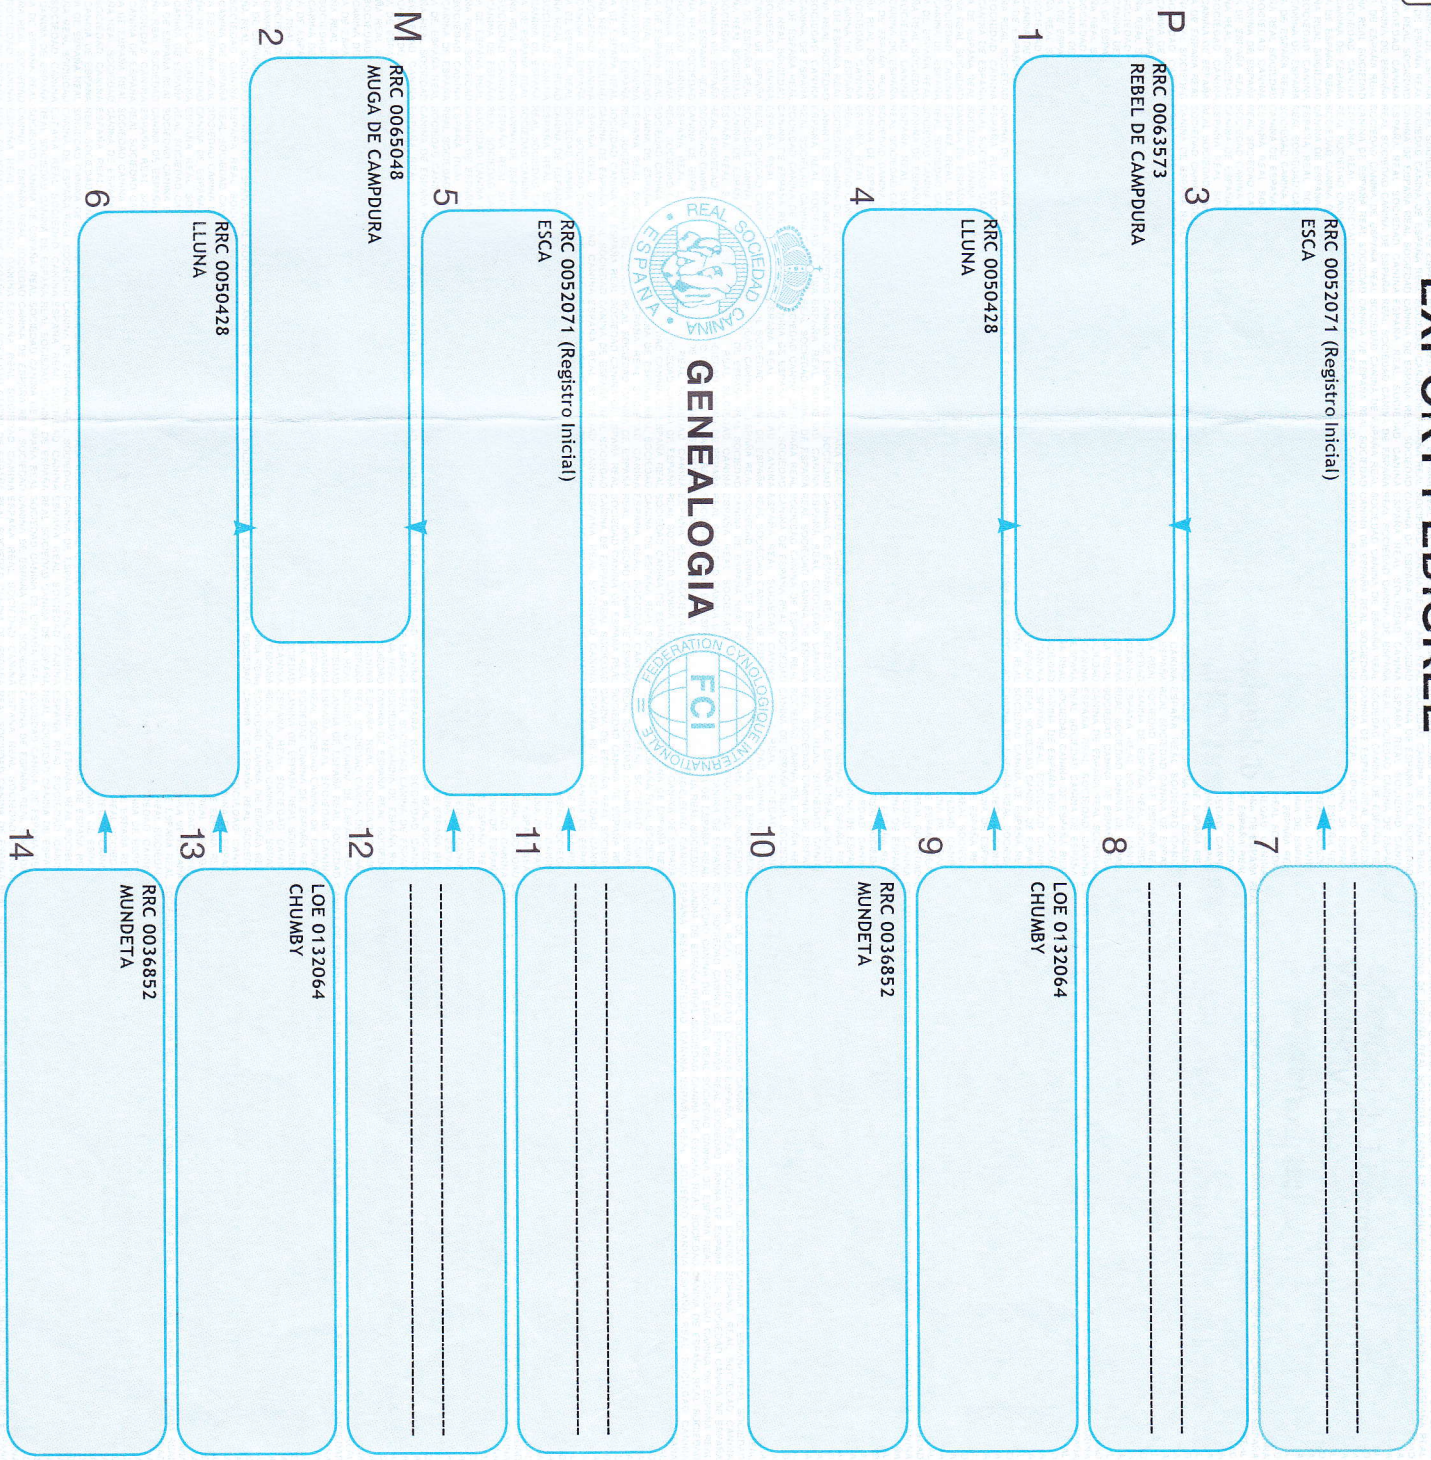 EXPORT PEDIGREE
P
1
RRC 0063573
REBEL DE CAMPDURA
3
RRC 0052071 (Registro Inicial)
ESCA
4
RRC 0050428
LLUNA
7
8
9
LOE 0132064
CHUMBY
10
RRC 0036852
MUNDETA
REAL SOCIEDAD CANINA
ESPAÑA
GENEALOGIA
FEDERATION CYNOLOGIQUE INTERNATIONALE
FCI
M
2
RRC 0065048
MUGA DE CAMPDURA
5
RRC 0052071 (Registro Inicial)
ESCA
6
RRC 0050428
LLUNA
11
12
13
LOE 0132064
CHUMBY
14
RRC 0036852
MUNDETA